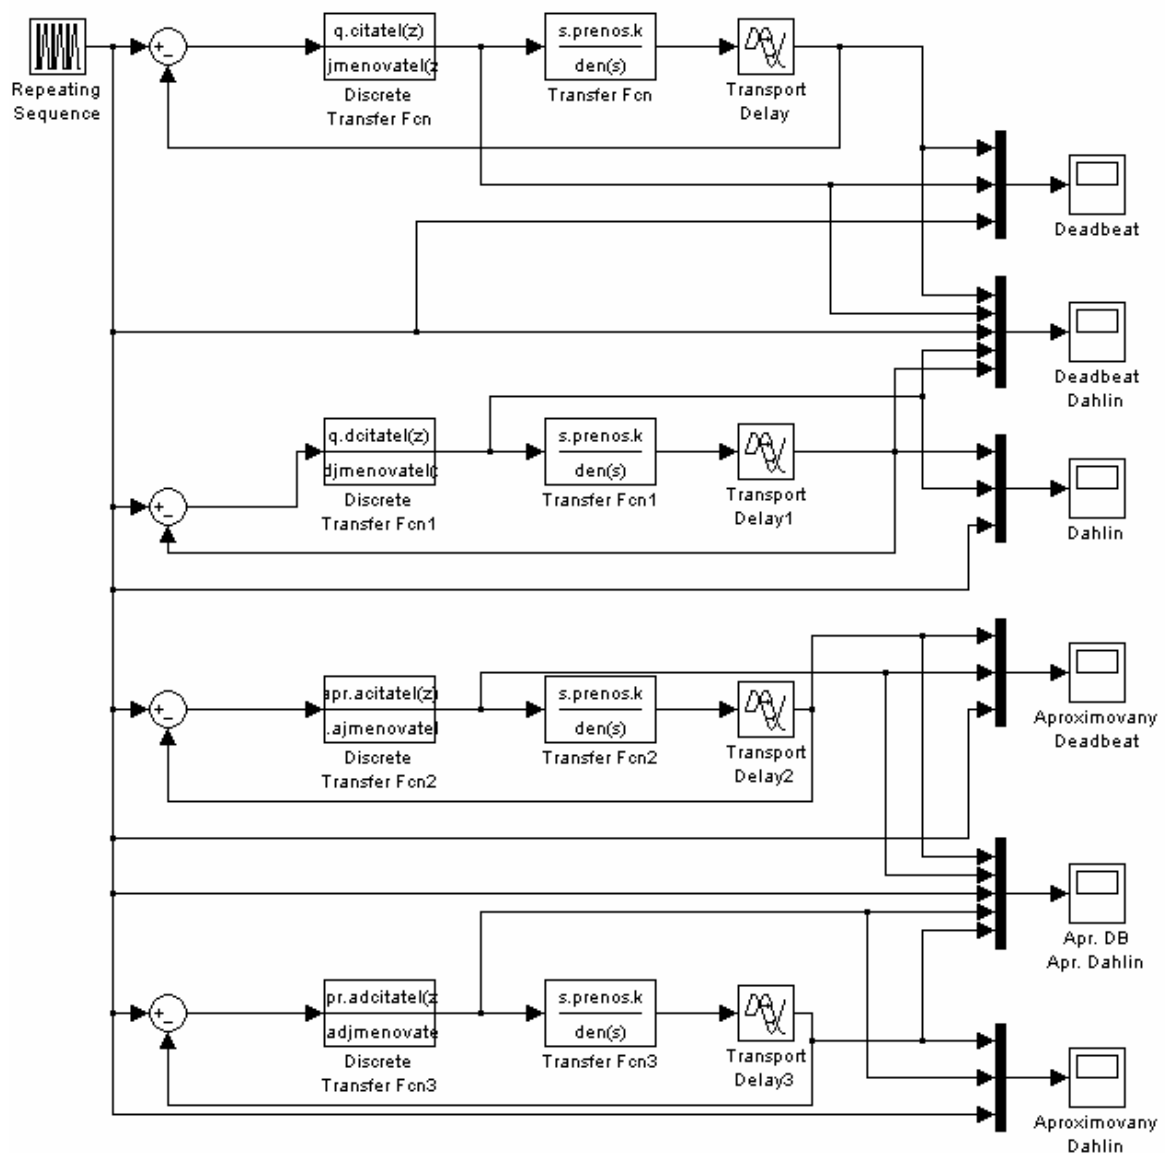 Repeating
Sequence
+
−
q.citatel(z)
jmenovatel(z
Discrete
Transfer Fcn
s.prenos.k
den(s)
Transfer Fcn
Transport
Delay
Deadbeat
Deadbeat
Dahlin
+
−
q.dcitatel(z)
djmenovatel(z
Discrete
Transfer Fcn1
s.prenos.k
den(s)
Transfer Fcn1
Transport
Delay1
Dahlin
+
−
apr.acitatel(z)
.ajmenovatel
Discrete
Transfer Fcn2
s.prenos.k
den(s)
Transfer Fcn2
Transport
Delay2
Aproximovany
Deadbeat
Apr. DB
Apr. Dahlin
+
−
pr.adcitatel(z
adjmenovate
Discrete
Transfer Fcn3
s.prenos.k
den(s)
Transfer Fcn3
Transport
Delay3
Aproximovany
Dahlin